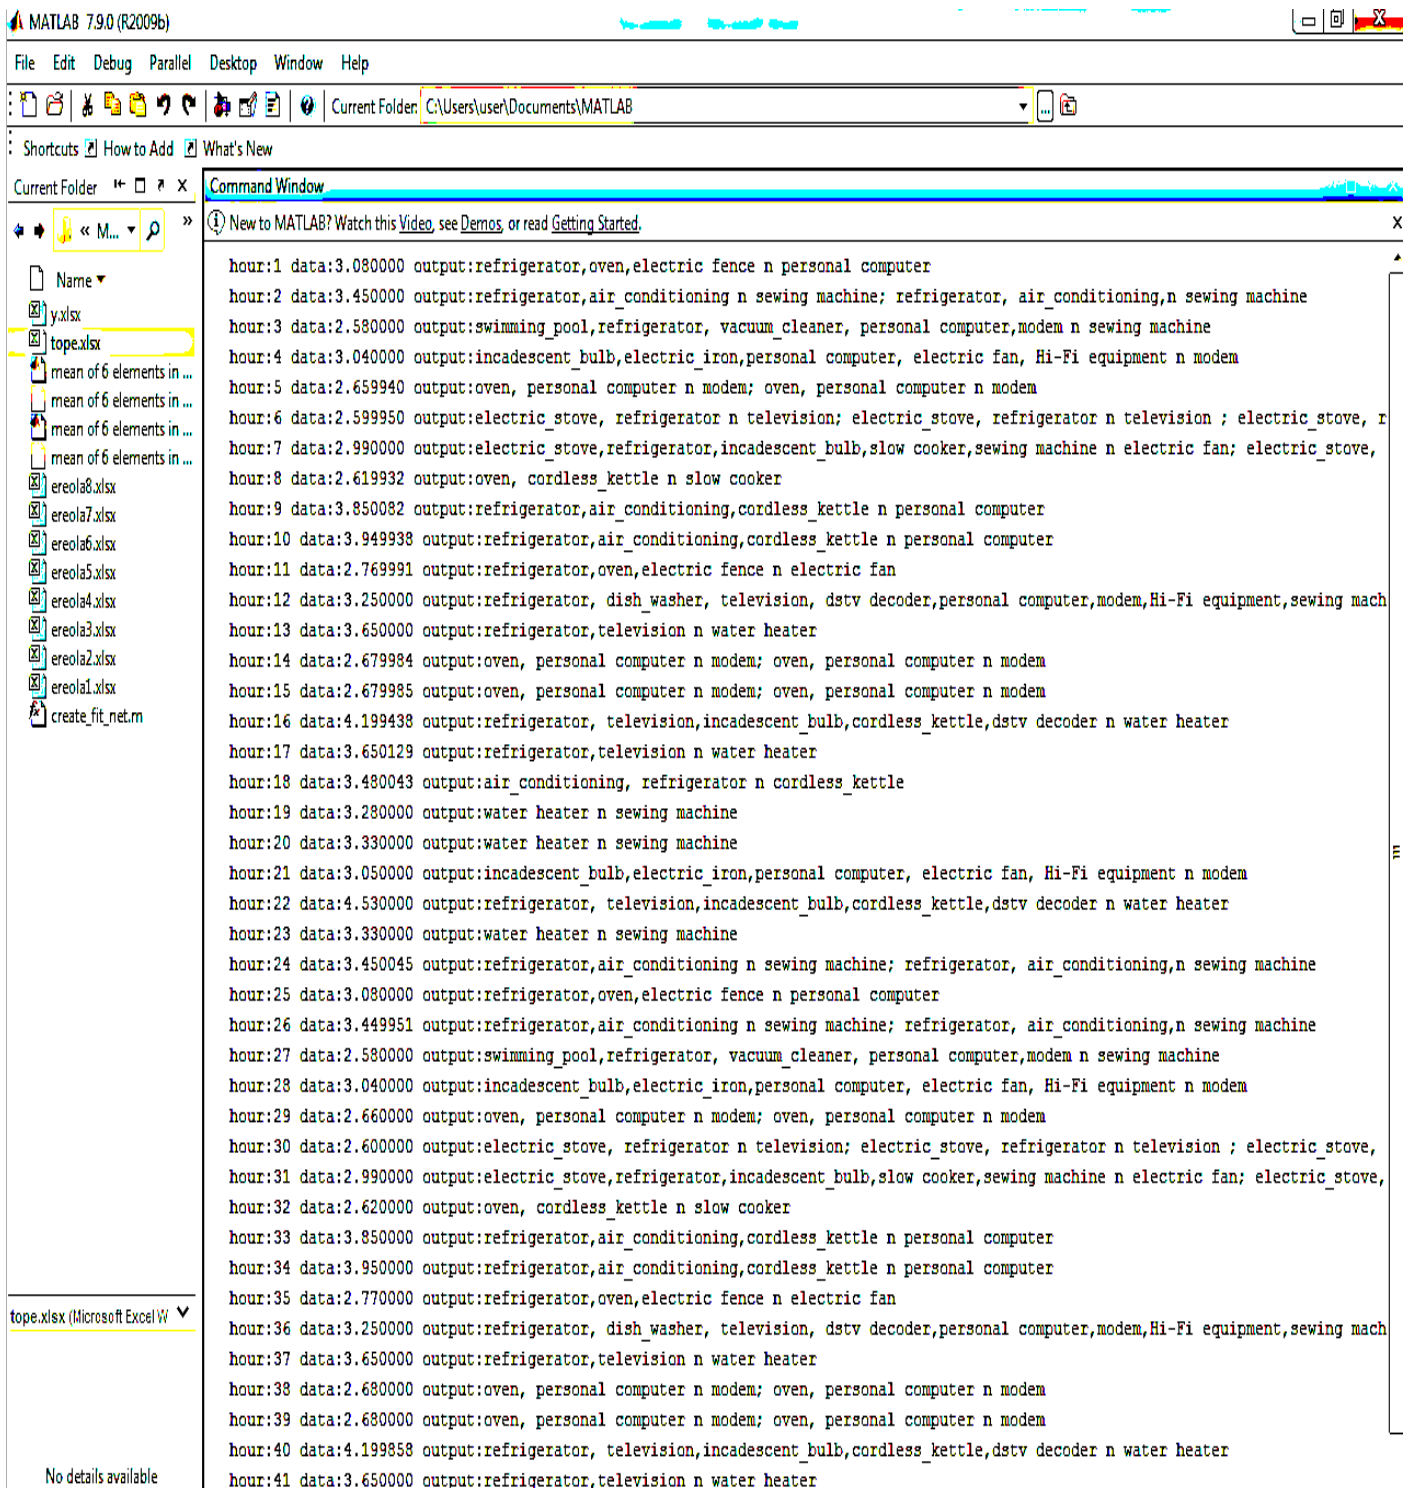 MATLAB 7.9.0 (R2009b)
File Edit Debug Parallel Desktop Window Help
Current Folder: C:\Users\user\Documents\MATLAB
Shortcuts How to Add What's New
Current Folder
« M...
Name
y.xlsx
tope.xlsx
mean of 6 elements in ...
mean of 6 elements in ...
mean of 6 elements in ...
mean of 6 elements in ...
ereola8.xlsx
ereola7.xlsx
ereola6.xlsx
ereola5.xlsx
ereola4.xlsx
ereola3.xlsx
ereola2.xlsx
ereola1.xlsx
create_fit_net.m
tope.xlsx (Microsoft Excel W
No details available
Command Window
New to MATLAB? Watch this Video, see Demos, or read Getting Started.
hour:1 data:3.080000 output:refrigerator,oven,electric fence n personal computer
hour:2 data:3.450000 output:refrigerator,air_conditioning n sewing machine; refrigerator, air_conditioning,n sewing machine
hour:3 data:2.580000 output:swimming_pool,refrigerator, vacuum_cleaner, personal computer,modem n sewing machine
hour:4 data:3.040000 output:incadescent_bulb,electric_iron,personal computer, electric fan, Hi-Fi equipment n modem
hour:5 data:2.659940 output:oven, personal computer n modem; oven, personal computer n modem
hour:6 data:2.599950 output:electric_stove, refrigerator n television; electric_stove, refrigerator n television ; electric_stove, r
hour:7 data:2.990000 output:electric_stove,refrigerator,incadescent_bulb,slow cooker,sewing machine n electric fan; electric_stove,
hour:8 data:2.619932 output:oven, cordless_kettle n slow cooker
hour:9 data:3.850082 output:refrigerator,air_conditioning,cordless_kettle n personal computer
hour:10 data:3.949938 output:refrigerator,air_conditioning,cordless_kettle n personal computer
hour:11 data:2.769991 output:refrigerator,oven,electric fence n electric fan
hour:12 data:3.250000 output:refrigerator, dish_washer, television, dstv decoder,personal computer,modem,Hi-Fi equipment,sewing mach
hour:13 data:3.650000 output:refrigerator,television n water heater
hour:14 data:2.679984 output:oven, personal computer n modem; oven, personal computer n modem
hour:15 data:2.679985 output:oven, personal computer n modem; oven, personal computer n modem
hour:16 data:4.199438 output:refrigerator, television,incadescent_bulb,cordless_kettle,dstv decoder n water heater
hour:17 data:3.650129 output:refrigerator,television n water heater
hour:18 data:3.480043 output:air_conditioning, refrigerator n cordless_kettle
hour:19 data:3.280000 output:water heater n sewing machine
hour:20 data:3.330000 output:water heater n sewing machine
hour:21 data:3.050000 output:incadescent_bulb,electric_iron,personal computer, electric fan, Hi-Fi equipment n modem
hour:22 data:4.530000 output:refrigerator, television,incadescent_bulb,cordless_kettle,dstv decoder n water heater
hour:23 data:3.330000 output:water heater n sewing machine
hour:24 data:3.450045 output:refrigerator,air_conditioning n sewing machine; refrigerator, air_conditioning,n sewing machine
hour:25 data:3.080000 output:refrigerator,oven,electric fence n personal computer
hour:26 data:3.449951 output:refrigerator,air_conditioning n sewing machine; refrigerator, air_conditioning,n sewing machine
hour:27 data:2.580000 output:swimming_pool,refrigerator, vacuum_cleaner, personal computer,modem n sewing machine
hour:28 data:3.040000 output:incadescent_bulb,electric_iron,personal computer, electric fan, Hi-Fi equipment n modem
hour:29 data:2.660000 output:oven, personal computer n modem; oven, personal computer n modem
hour:30 data:2.600000 output:electric_stove, refrigerator n television; electric_stove, refrigerator n television ; electric_stove,
hour:31 data:2.990000 output:electric_stove,refrigerator,incadescent_bulb,slow cooker,sewing machine n electric fan; electric_stove,
hour:32 data:2.620000 output:oven, cordless_kettle n slow cooker
hour:33 data:3.850000 output:refrigerator,air_conditioning,cordless_kettle n personal computer
hour:34 data:3.950000 output:refrigerator,air_conditioning,cordless_kettle n personal computer
hour:35 data:2.770000 output:refrigerator,oven,electric fence n electric fan
hour:36 data:3.250000 output:refrigerator, dish_washer, television, dstv decoder,personal computer,modem,Hi-Fi equipment,sewing mach
hour:37 data:3.650000 output:refrigerator,television n water heater
hour:38 data:2.680000 output:oven, personal computer n modem; oven, personal computer n modem
hour:39 data:2.680000 output:oven, personal computer n modem; oven, personal computer n modem
hour:40 data:4.199858 output:refrigerator, television,incadescent_bulb,cordless_kettle,dstv decoder n water heater
hour:41 data:3.650000 output:refrigerator,television n water heater